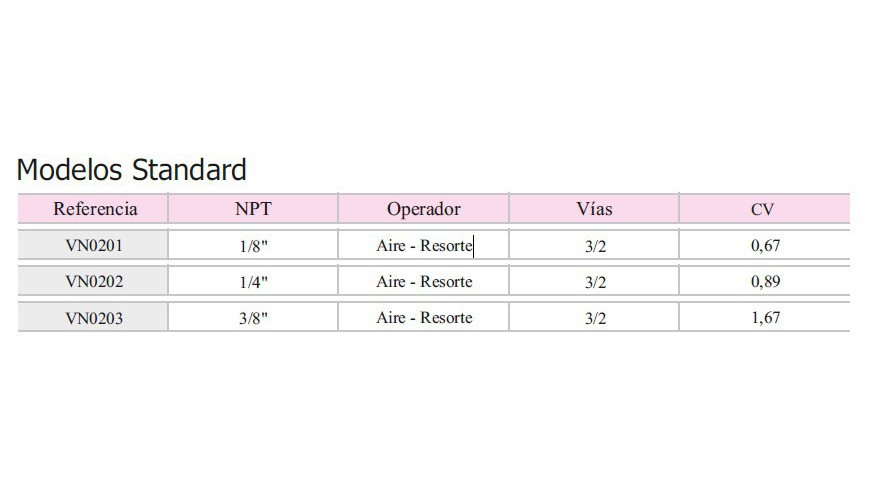 Modelos Standard
Referencia NPT Operador Vías CV
VN0201 1/8" Aire - Resorte 3/2 0,67
VN0202 1/4" Aire - Resorte 3/2 0,89
VN0203 3/8" Aire - Resorte 3/2 1,67